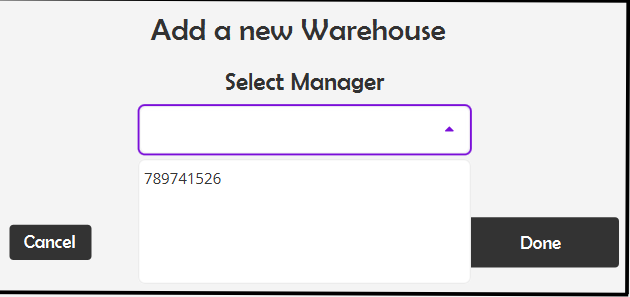 Add a new Warehouse
Select Manager
789741526
Cancel
Done